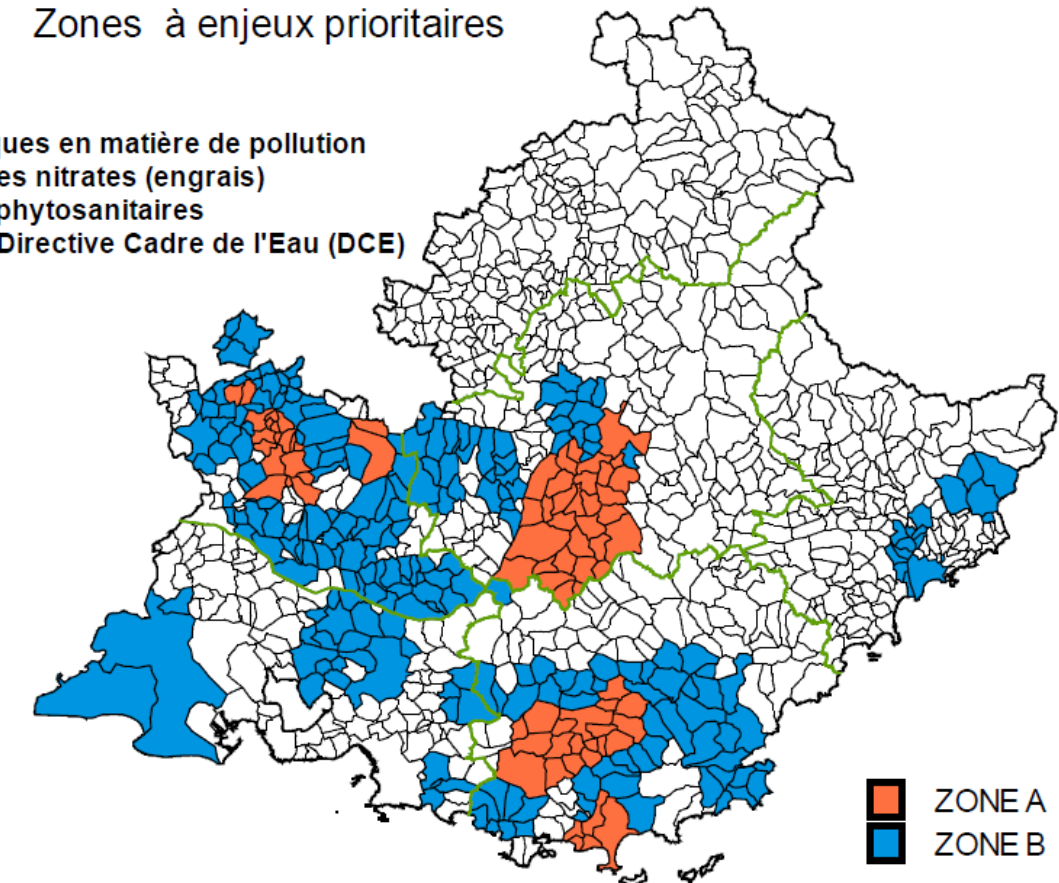 Zones à enjeux prioritaires
ques en matière de pollution
es nitrates (engrais)
phytosanitaires
Directive Cadre de l'Eau (DCE)
ZONE A
ZONE B